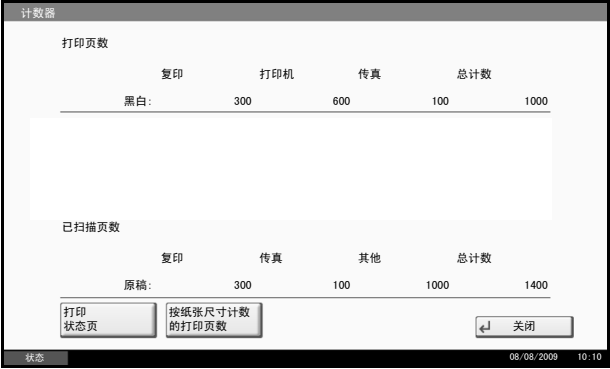 计数器
打印页数
复印 打印机 传真 总计数
黑白: 300 600 100 1000
已扫描页数
复印 传真 其他 总计数
原稿: 300 100 1000 1400
打印
状态页
按纸张尺寸计数
的打印页数
关闭
状态 08/08/2009 10:10